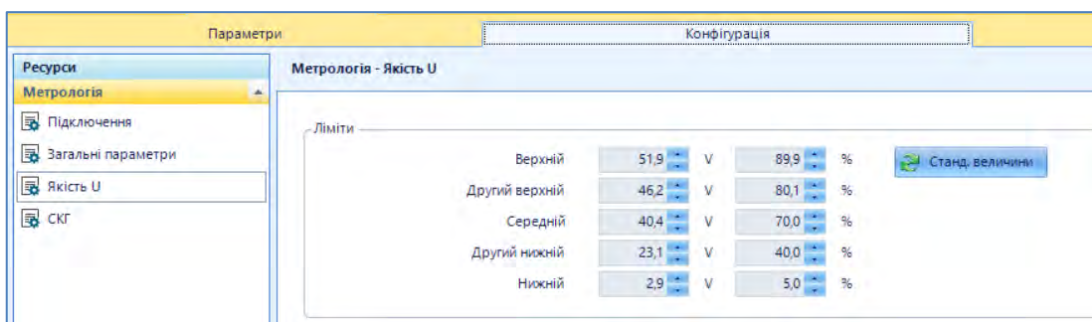 Параметри
Конфігурація
Ресурси
Метрологія - Якість U
Метрологія
Підключення
Загальні параметри
Якість U
СКГ
Ліміти
Верхній 51,9 V 89,9 % Станд. величини
Другий верхній 46,2 V 80,1 %
Середній 40,4 V 70,0 %
Другий нижній 23,1 V 40,0 %
Нижній 2,9 V 5,0 %